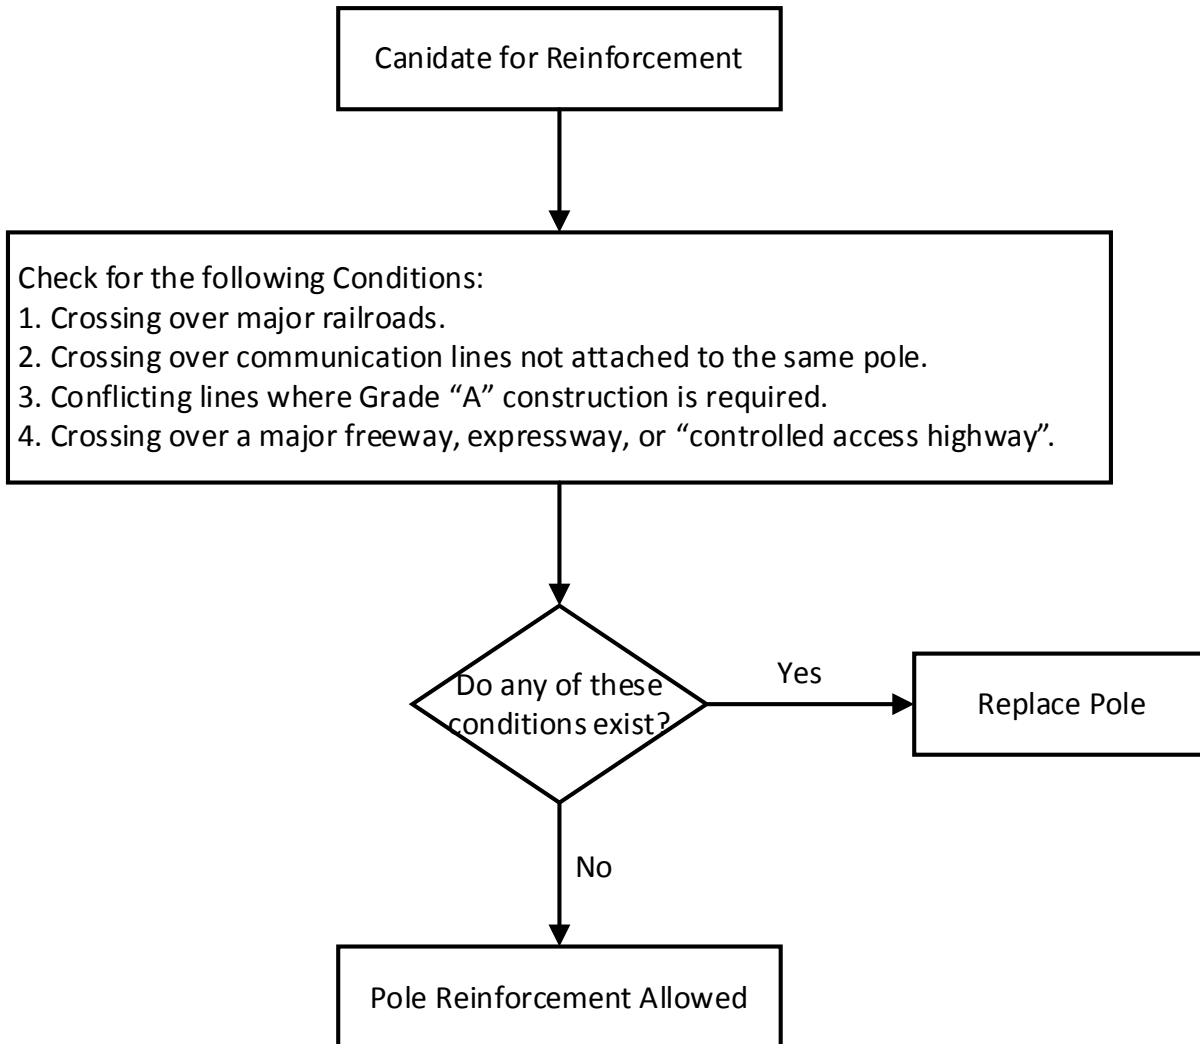 Canidate for Reinforcement
Check for the following Conditions:
1. Crossing over major railroads.
2. Crossing over communication lines not attached to the same pole.
3. Conflicting lines where Grade “A” construction is required.
4. Crossing over a major freeway, expressway, or “controlled access highway”.
Do any of these
conditions exist?
Yes
Replace Pole
No
Pole Reinforcement Allowed